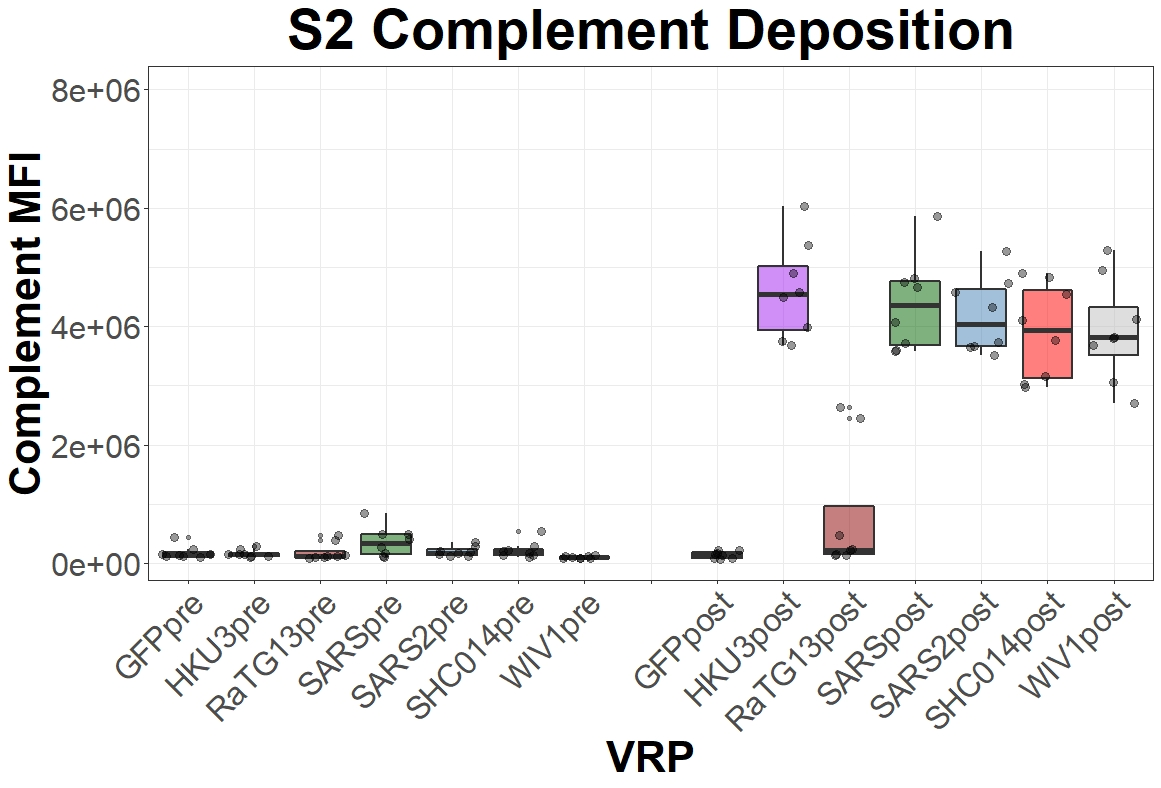 S2 Complement Deposition
8e+06
6e+06
4e+06
2e+06
0e+00
Complement MFI
GFPpre
HKU3pre
RaTG13pre
SARSpre
SARS2pre
SHC014pre
WIV1pre
GFPpost
HKU3post
RaTG13post
SARSpost
SARS2post
SHC014post
WIV1post
VRP